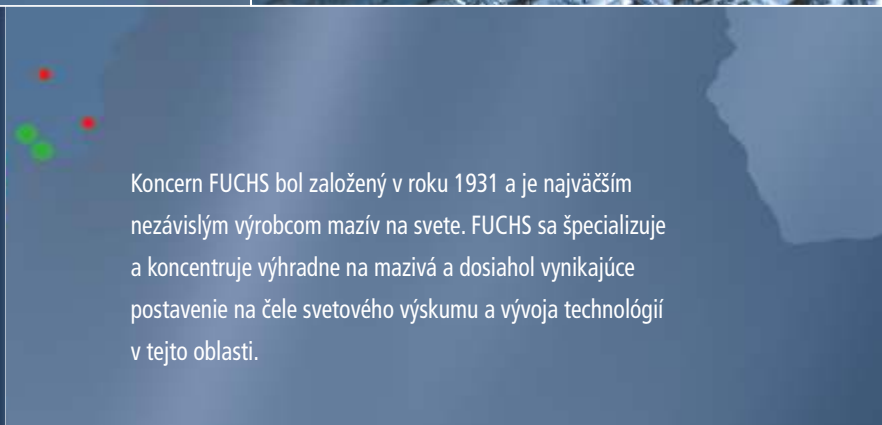 Koncern FUCHS bol založený v roku 1931 a je najväčším
nezávislým výrobcom mazív na svete. FUCHS sa špecializuje
a koncentruje výhradne na mazivá a dosiahol vynikajúce
postavenie na čele svetového výskumu a vývoja technológií
v tejto oblasti.